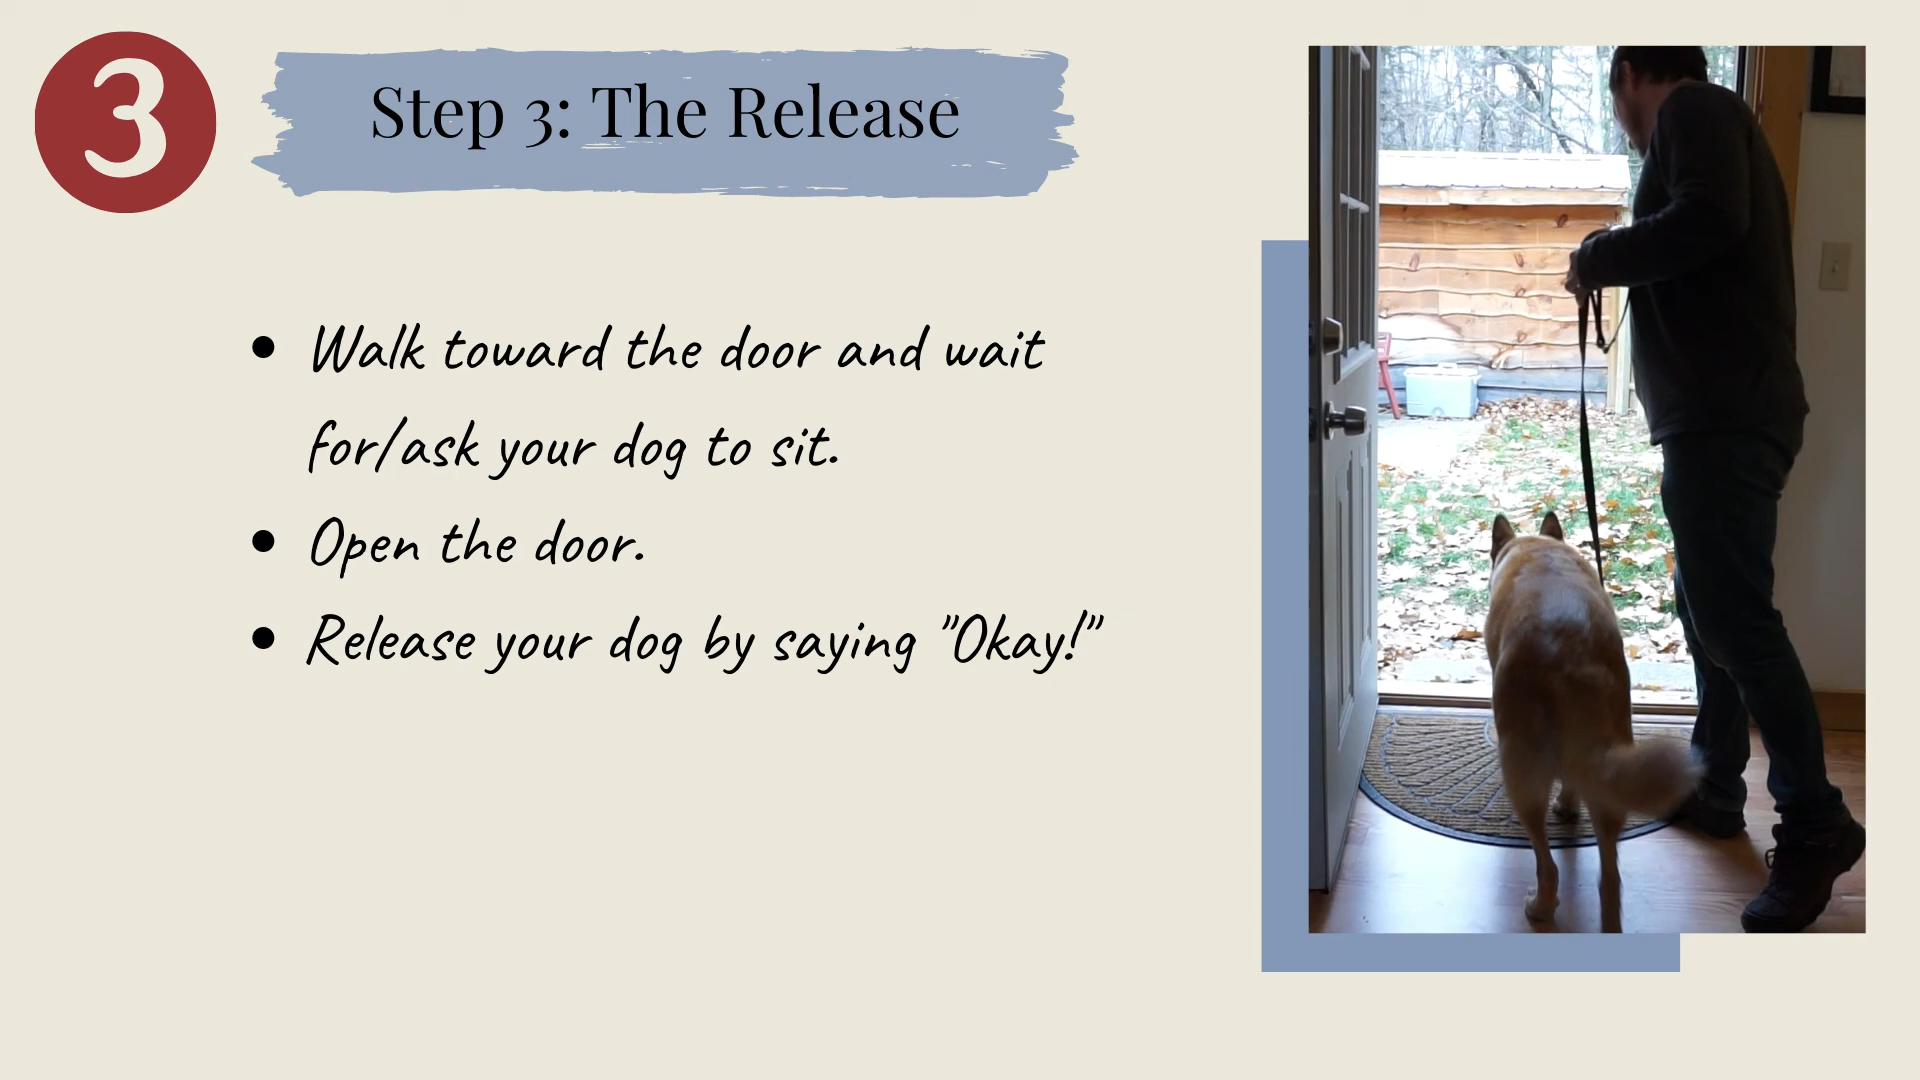 3
Step 3: The Release
• Walk toward the door and wait
for/ask your dog to sit.
• Open the door.
• Release your dog by saying "Okay!"